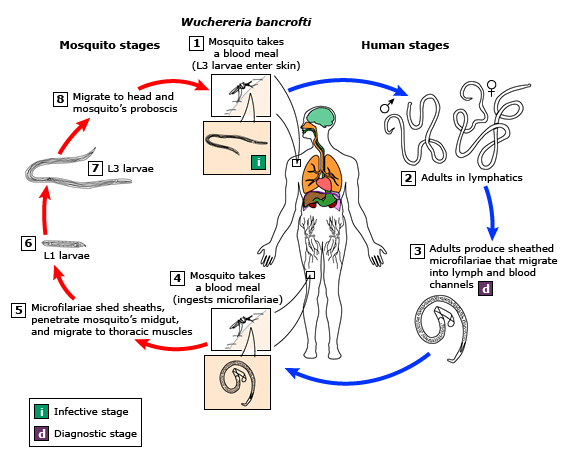 Wuchereria bancrofti
Mosquito stages
Human stages
1 Mosquito takes
a blood meal
(L3 larvae enter skin)
i
♂
♀
2 Adults in lymphatics
3 Adults produce sheathed
microfilariae that migrate
into lymph and blood
channels d
4 Mosquito takes
a blood meal
(ingests microfilariae)
5 Microfilariae shed sheaths,
penetrate mosquito's midgut,
and migrate to thoracic muscles
6
L1 larvae
7 L3 larvae
8 Migrate to head and
mosquito's proboscis
i Infective stage
d Diagnostic stage